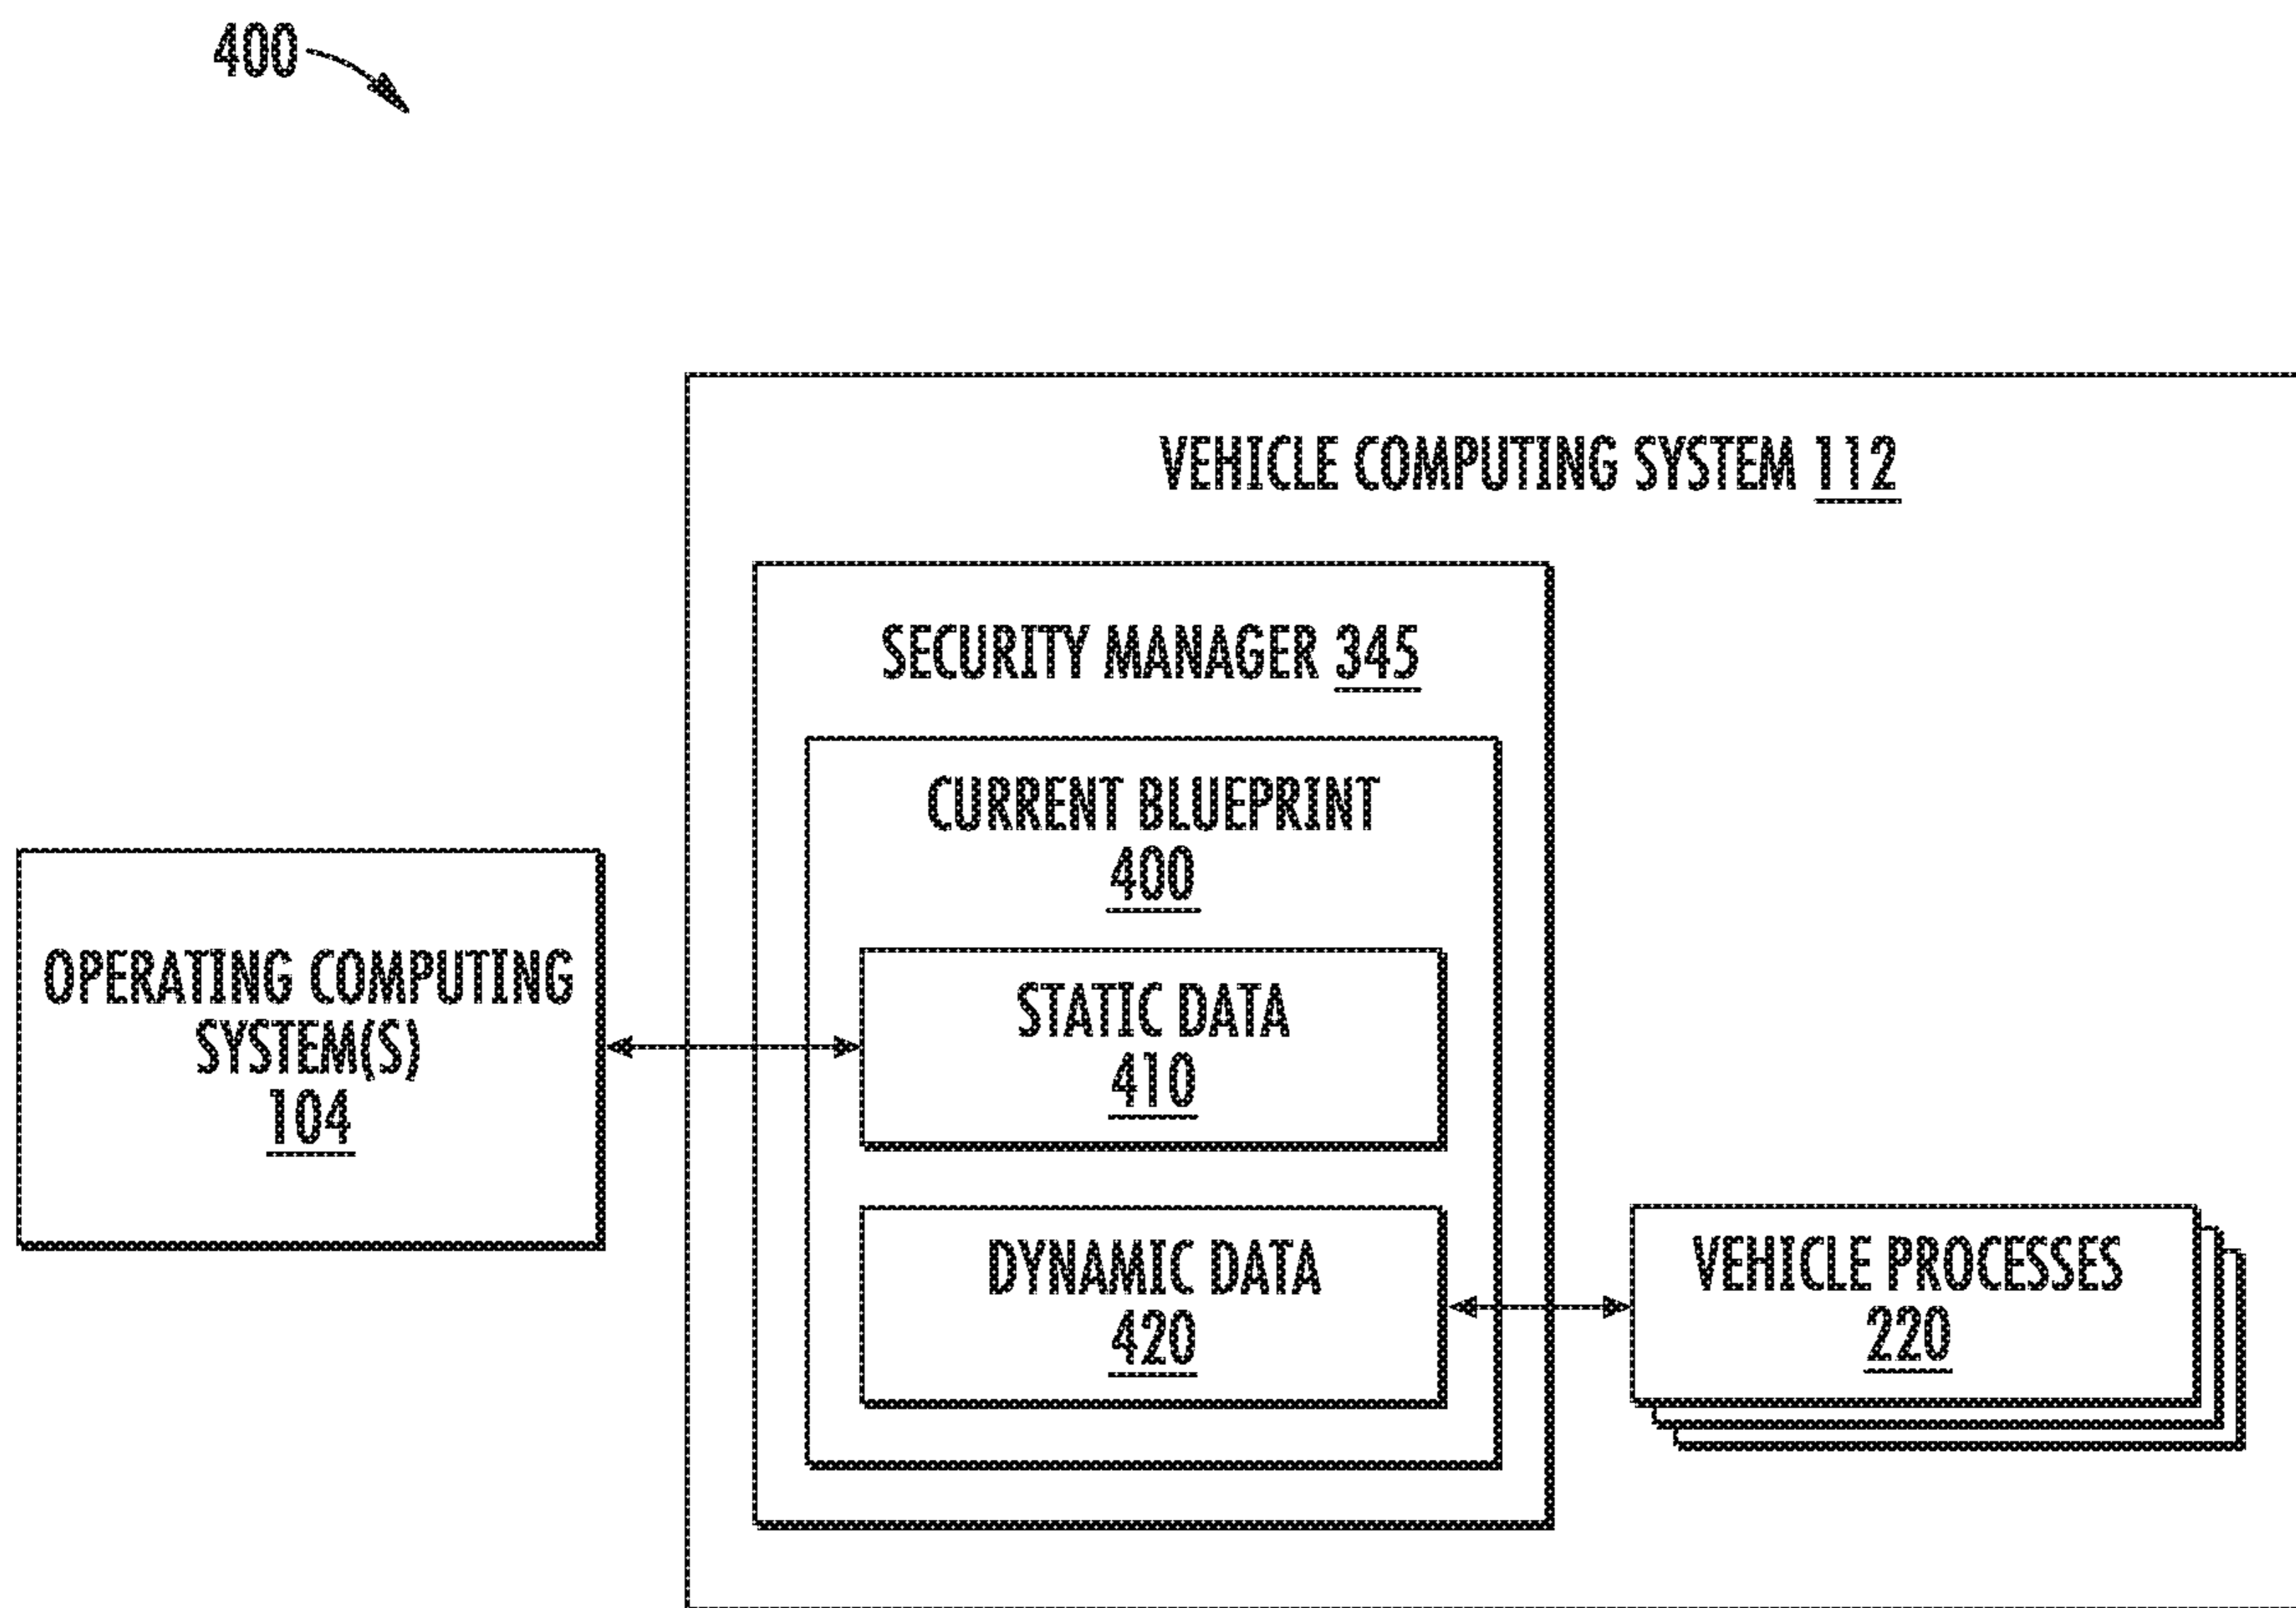 400
VEHICLE COMPUTING SYSTEM 112
SECURITY MANAGER 345
CURRENT BLUEPRINT
400
OPERATING COMPUTING
SYSTEM(S)
104
STATIC DATA
410
DYNAMIC DATA
420
VEHICLE PROCESSES
220